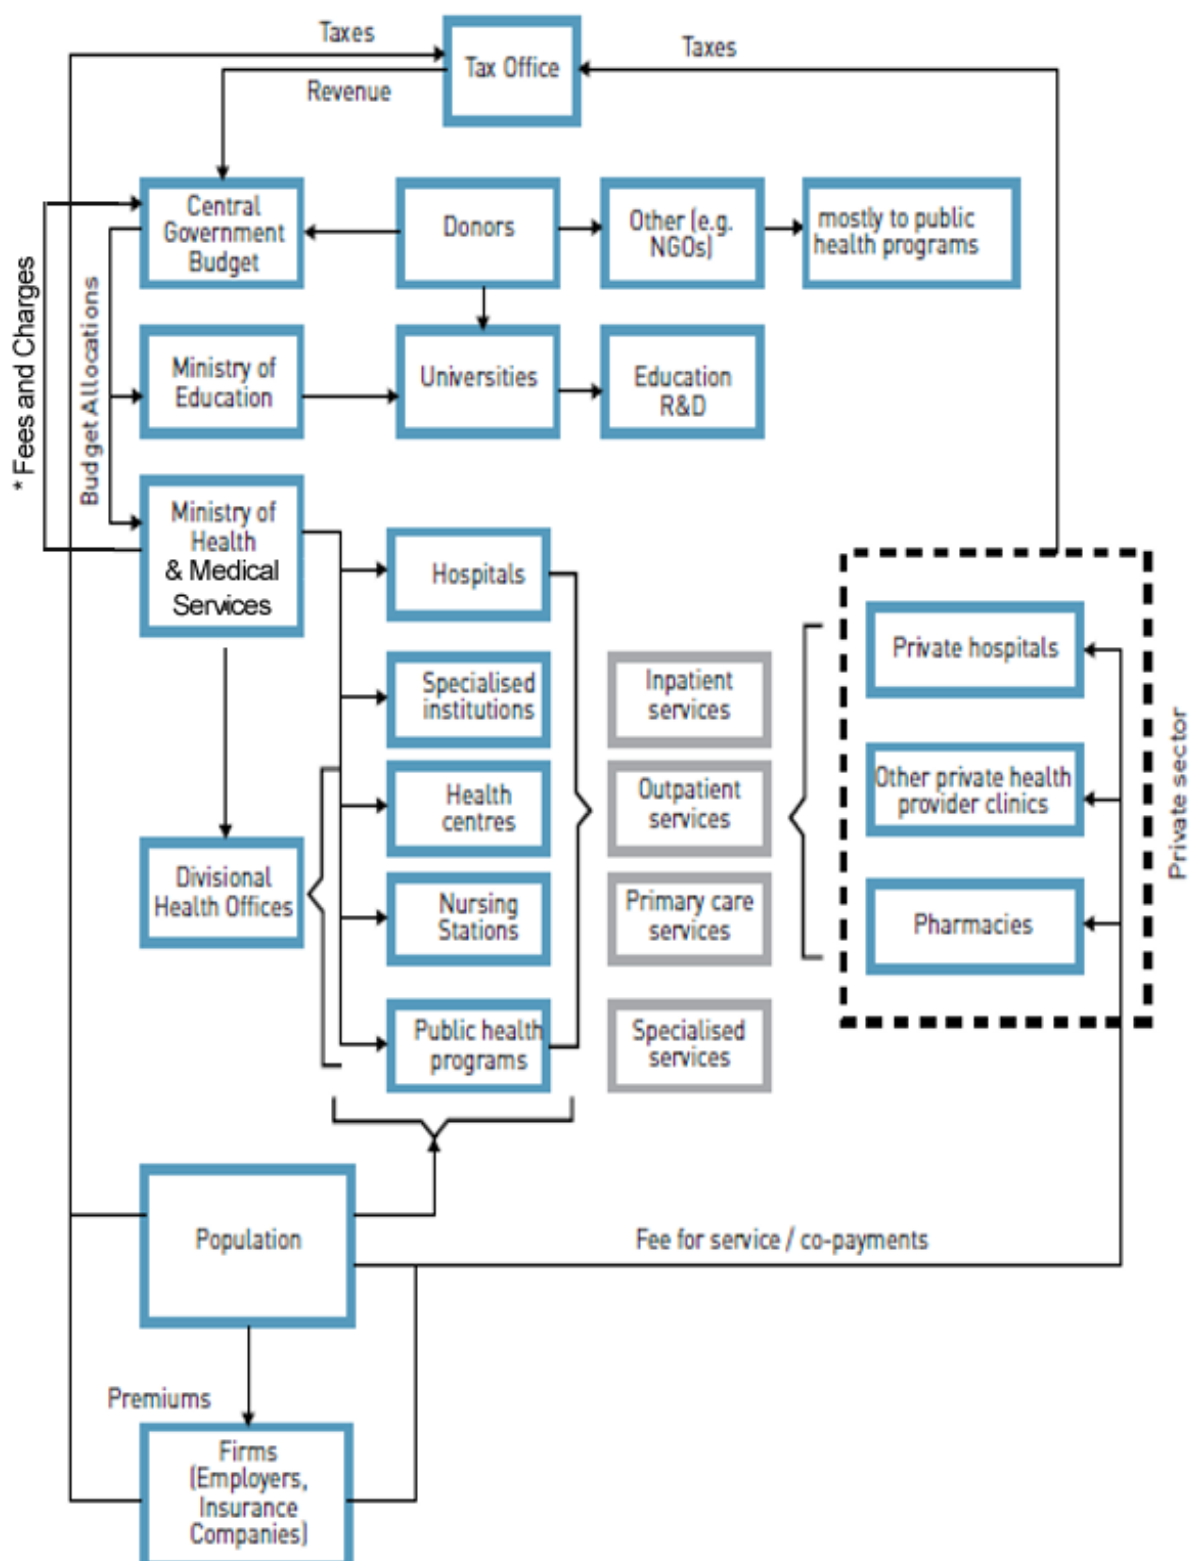 Taxes
Tax Office
Taxes
Revenue
Central
Government
Budget
Donors
Other (e.g.
NGOs)
mostly to public
health programs
* Fees and Charges
Budget Allocations
Ministry of
Education
Universities
Education
R&D
Ministry of
Health
& Medical
Services
Hospitals
Specialised
institutions
Health
centres
Nursing
Stations
Public health
programs
Divisional
Health Offices
Inpatient
services
Outpatient
services
Primary care
services
Specialised
services
Private hospitals
Other private health
provider clinics
Pharmacies
Private sector
Population
Fee for service / co-payments
Premiums
Firms
(Employers,
Insurance
Companies)